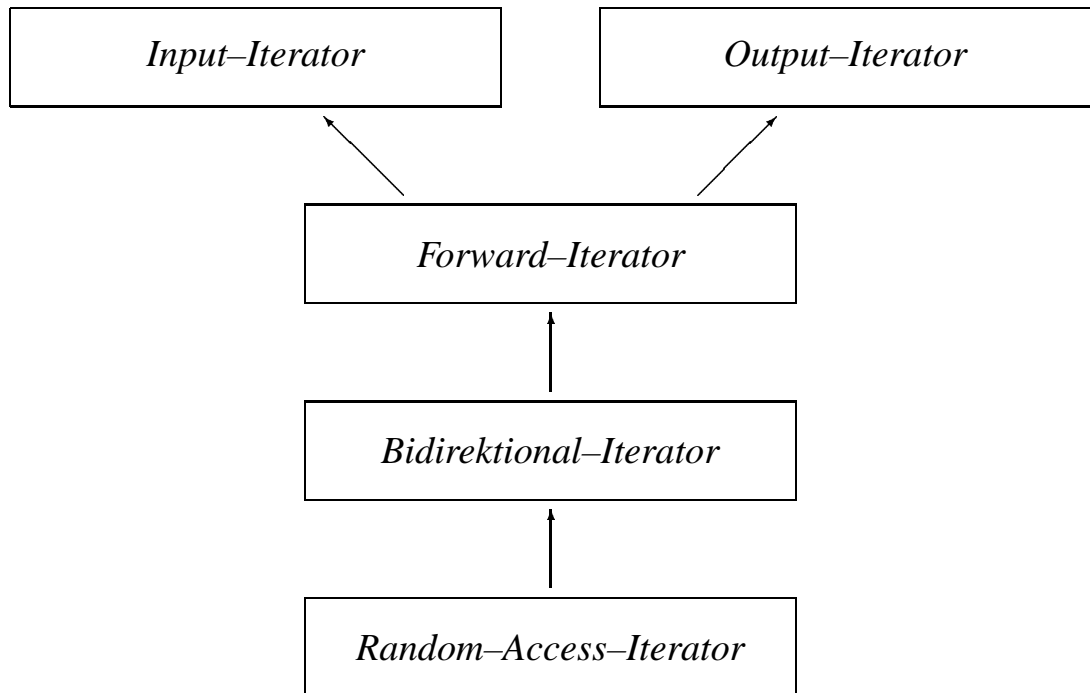 Input–Iterator
Output–Iterator
Forward–Iterator
Bidirektional–Iterator
Random–Access–Iterator